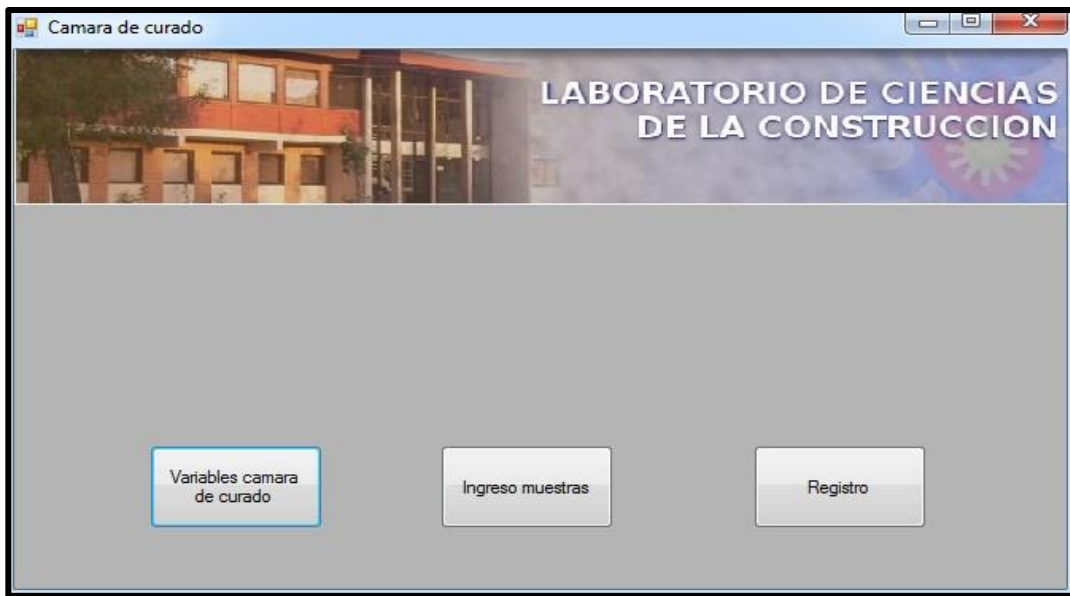 Camara de curado
LABORATORIO DE CIENCIAS
DE LA CONSTRUCCION
Variables camara
de curado
Ingreso muestras
Registro